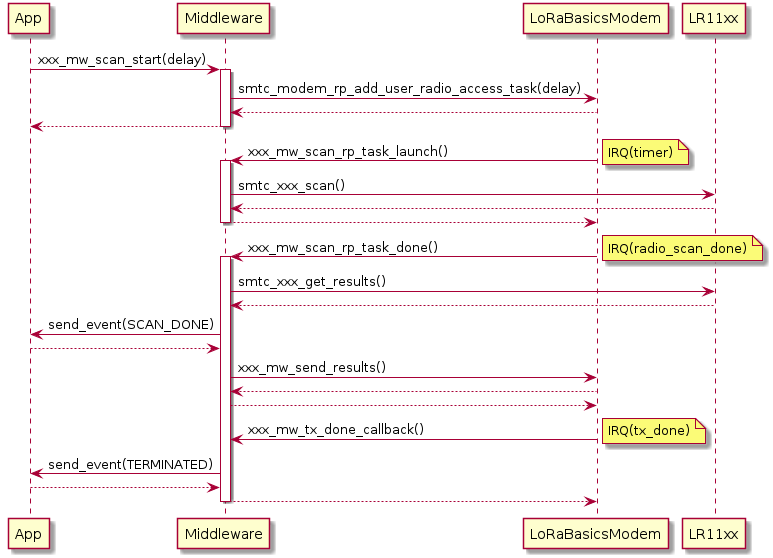 App Middleware LoRaBasicsModem LR11xx
xxx_mw_scan_start(delay)
smtc_modem_rp_add_user_radio_access_task(delay)
xxx_mw_scan_rp_task_launch() IRQ(timer)
smtc_xxx_scan()
xxx_mw_scan_rp_task_done() IRQ(radio_scan_done)
smtc_xxx_get_results()
send_event(SCAN_DONE)
xxx_mw_send_results()
xxx_mw_tx_done_callback() IRQ(tx_done)
send_event(TERMINATED)
App Middleware LoRaBasicsModem LR11xx